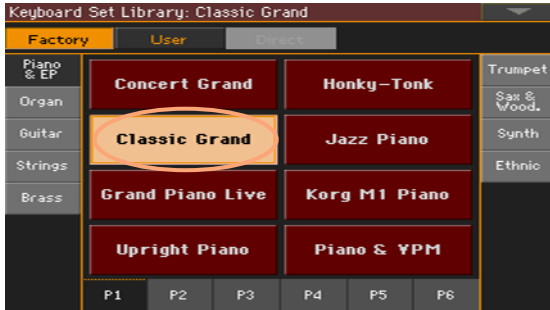 Keyboard Set Library: Classic Grand
Factory User Direct
Piano
& EP
Organ
Guitar
Strings
Brass
Concert Grand Honky-Tonk
Classic Grand Jazz Piano
Grand Piano Live Korg M1 Piano
Upright Piano Piano & ¥PM
Trumpet
Sax &
Wood.
Synth
Ethnic
P1 P2 P3 P4 P5 P6